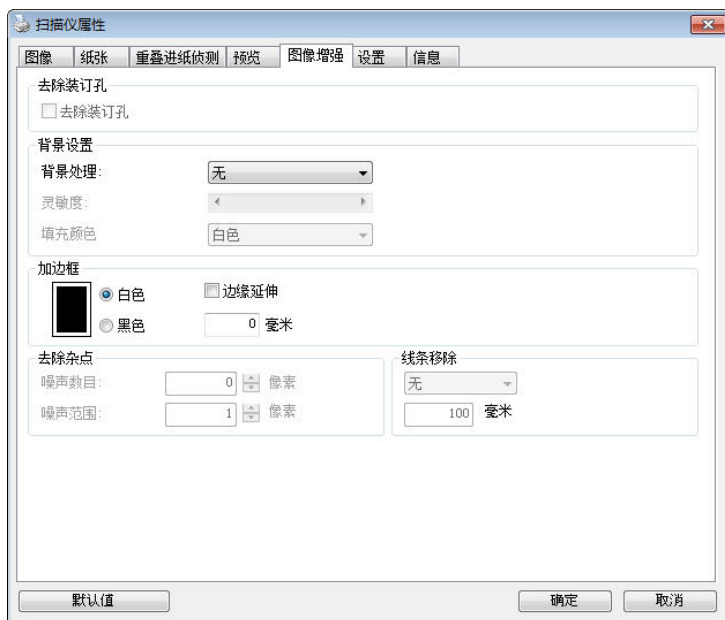 扫描仪属性
图像 纸张 重叠进纸侦测 预览 图像增强 设置 信息
去除装订孔
去除装订孔
背景设置
背景处理: 无
灵敏度:
填充颜色 白色
加边框
白色 边缘延伸
黑色 0 毫米
去除杂点
噪声数目: 0 像素
噪声范围: 1 像素
线条移除
无
100 毫米
默认值 确定 取消